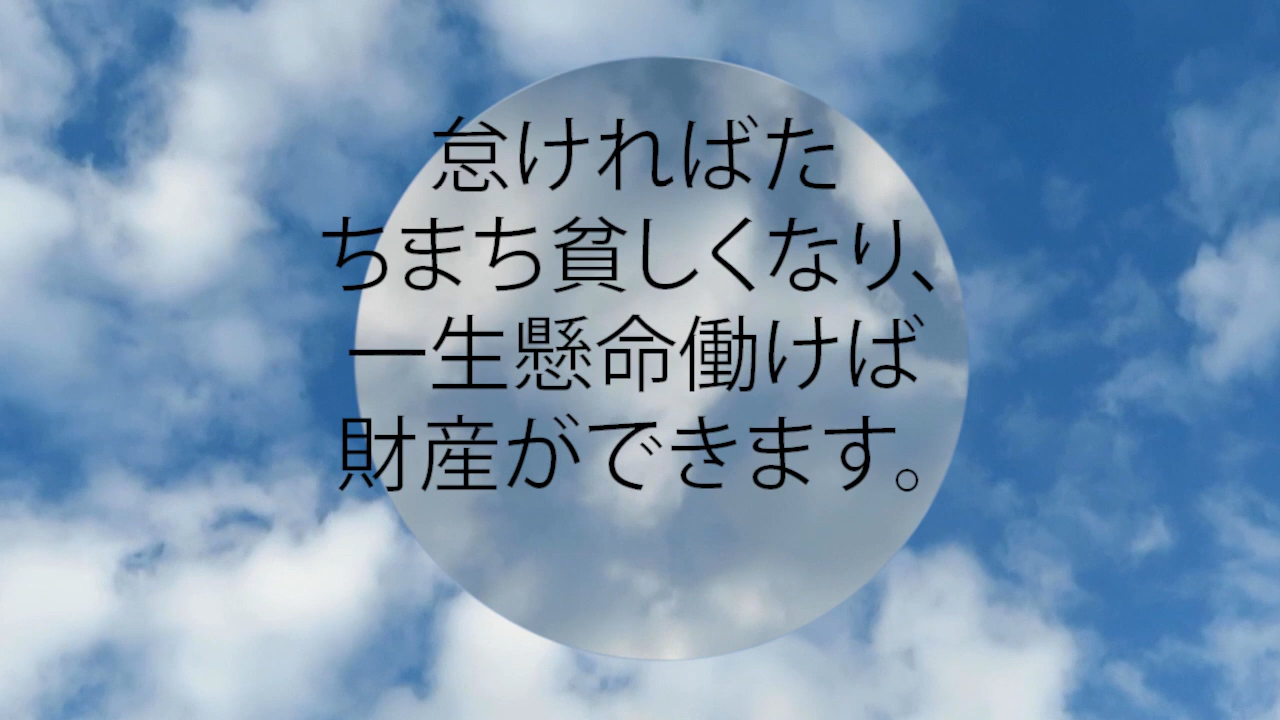 怠ければた
ちまち貧しくなり、
一生懸命働けば
財産ができます。